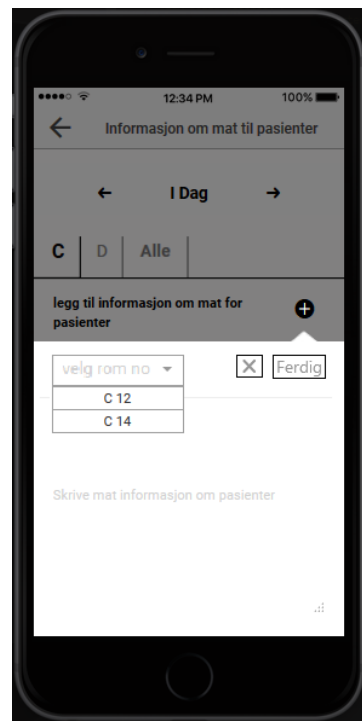 12:34 PM 100%
Informasjon om mat til pasienter
I Dag
C D Alle
legg til informasjon om mat for
pasienter
velg rom no Ferdig
C 12
C 14
Skrive mat informasjon om pasienter